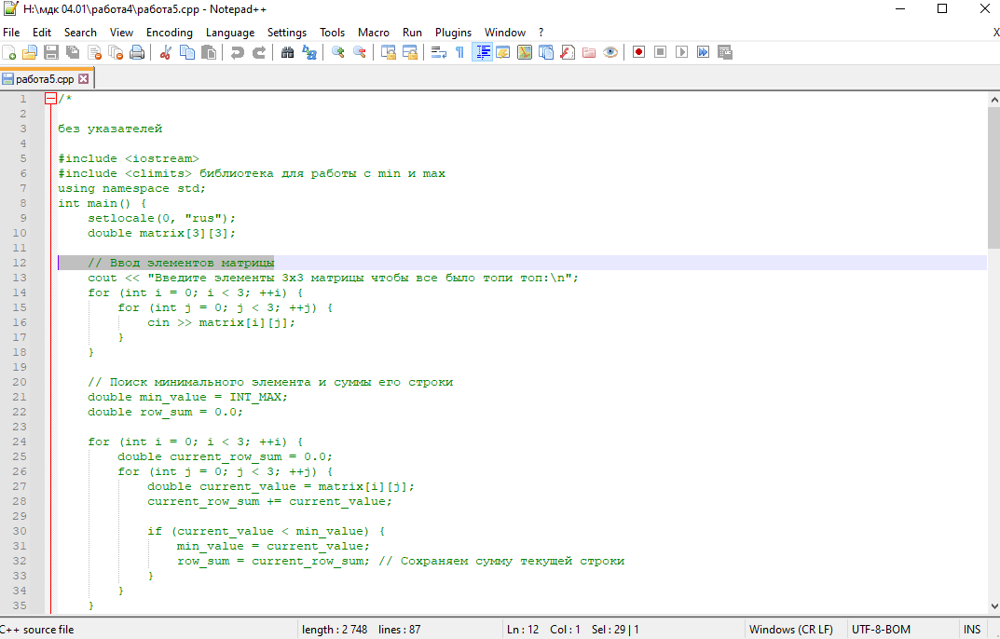 H:\мдк 04.01\работа4\работа5.cpp - Notepad++
File Edit Search View Encoding Language Settings Tools Macro Run Plugins Window ? X
работа5.cpp
1 /*
2
3 без указателей
4
5 #include <iostream>
6 #include <climits> библиотека для работы с min и max
7 using namespace std;
8 int main() {
9 setlocale(0, "rus");
10 double matrix[3][3];
11
12 // Ввод элементов матрицы
13 cout << "Введите элементы 3x3 матрицы чтобы все было топи топ:\n";
14 for (int i = 0; i < 3; ++i) {
15 for (int j = 0; j < 3; ++j) {
16 cin >> matrix[i][j];
17 }
18 }
19
20 // Поиск минимального элемента и суммы его строки
21 double min_value = INT_MAX;
22 double row_sum = 0.0;
23
24 for (int i = 0; i < 3; ++i) {
25 double current_row_sum = 0.0;
26 for (int j = 0; j < 3; ++j) {
27 double current_value = matrix[i][j];
28 current_row_sum += current_value;
29
30 if (current_value < min_value) {
31 min_value = current_value;
32 row_sum = current_row_sum; // Сохраняем сумму текущей строки
33 }
34 }
35 }
C++ source file length : 2 748 lines : 87 Ln : 12 Col : 1 Sel : 29 | 1 Windows (CR LF) UTF-8-BOM INS